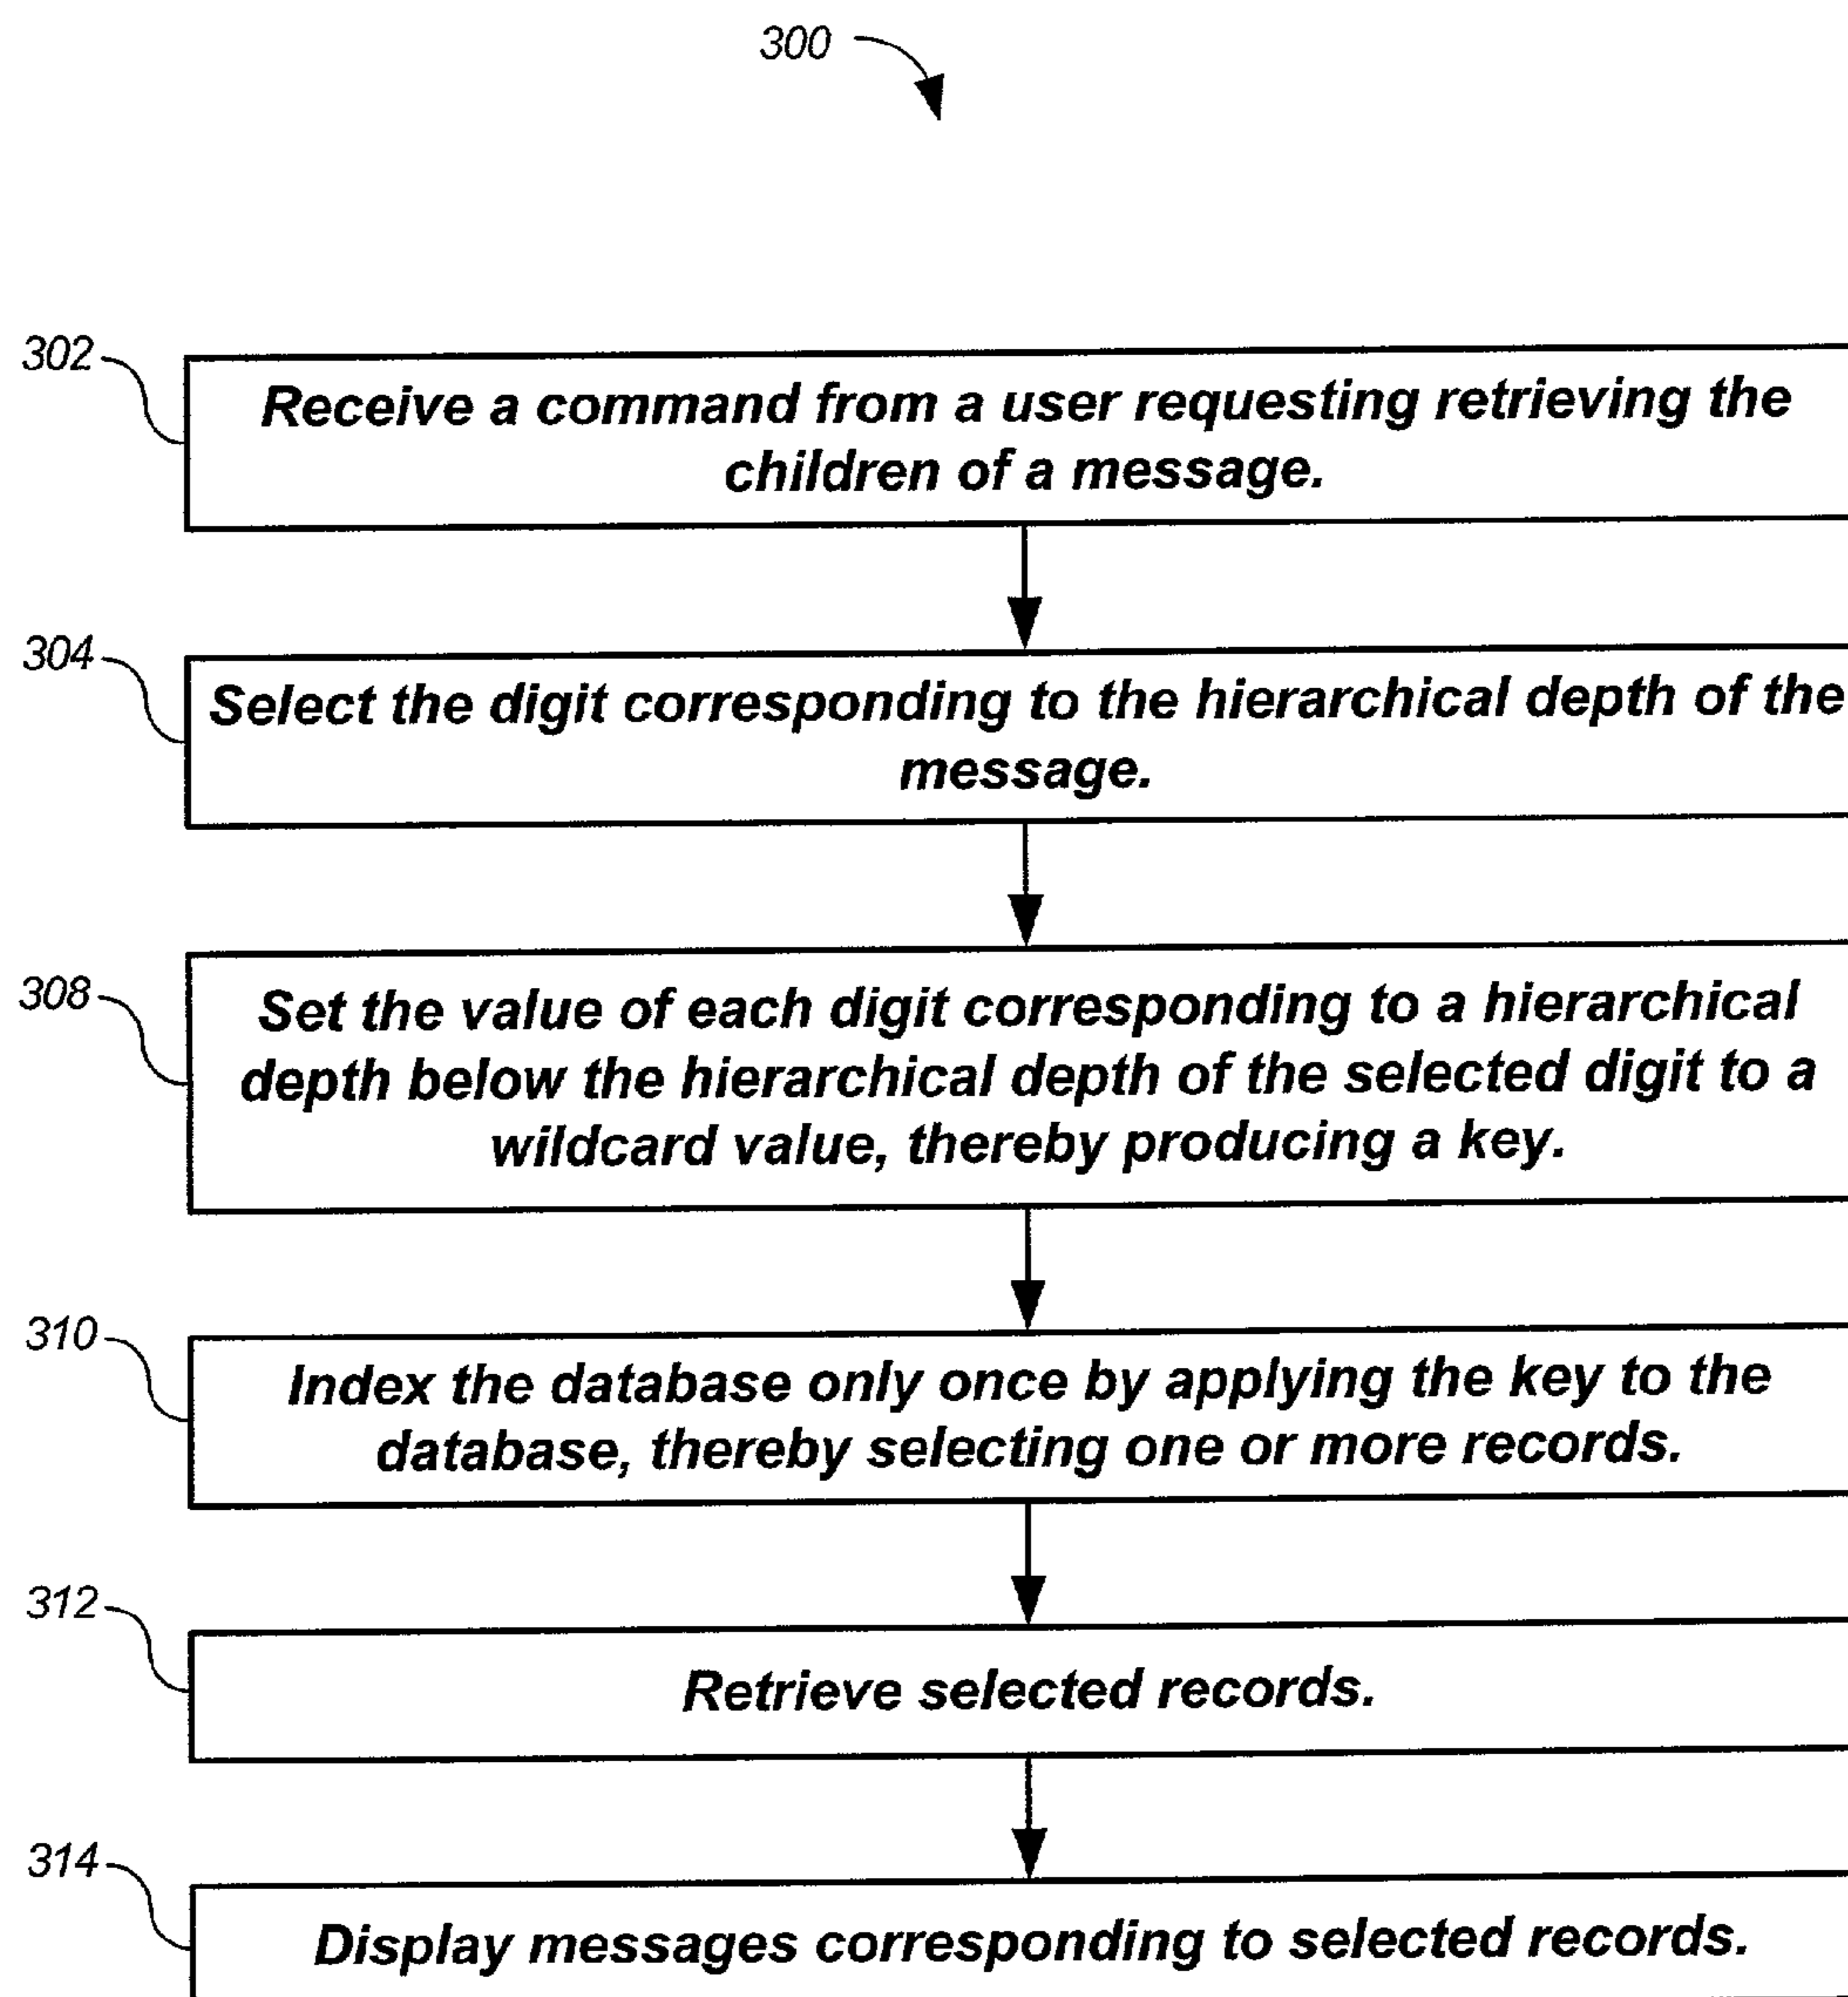 300
302
Receive a command from a user requesting retrieving the
children of a message.
304
Select the digit corresponding to the hierarchical depth of the
message.
308
Set the value of each digit corresponding to a hierarchical
depth below the hierarchical depth of the selected digit to a
wildcard value, thereby producing a key.
310
Index the database only once by applying the key to the
database, thereby selecting one or more records.
312
Retrieve selected records.
314
Display messages corresponding to selected records.